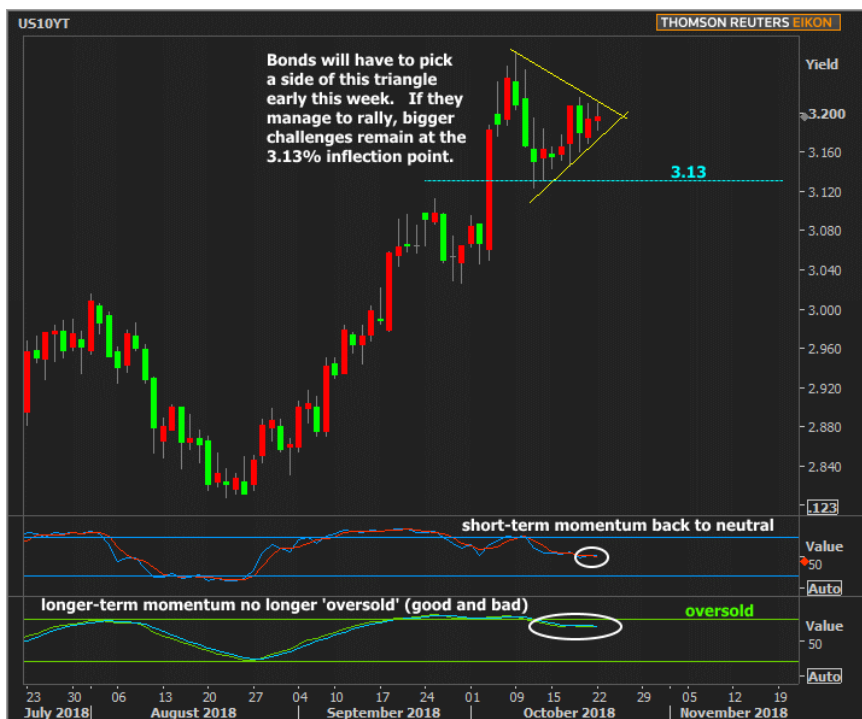 US10YT
THOMSON REUTERS EIKON
Bonds will have to pick
a side of this triangle
early this week. If they
manage to rally, bigger
challenges remain at the
3.13% inflection point.
Yield
3.200
3.160
3.13
3.120
3.080
3.040
3.000
2.960
2.920
2.880
2.840
.123
short-term momentum back to neutral
Value
50
Auto
longer-term momentum no longer 'oversold' (good and bad)
oversold
Value
50
Auto
23 30 06 13 20 27 04 10 17 24 01 09 15 22 29 05 12 19
July 2018 August 2018 September 2018 October 2018 November 2018